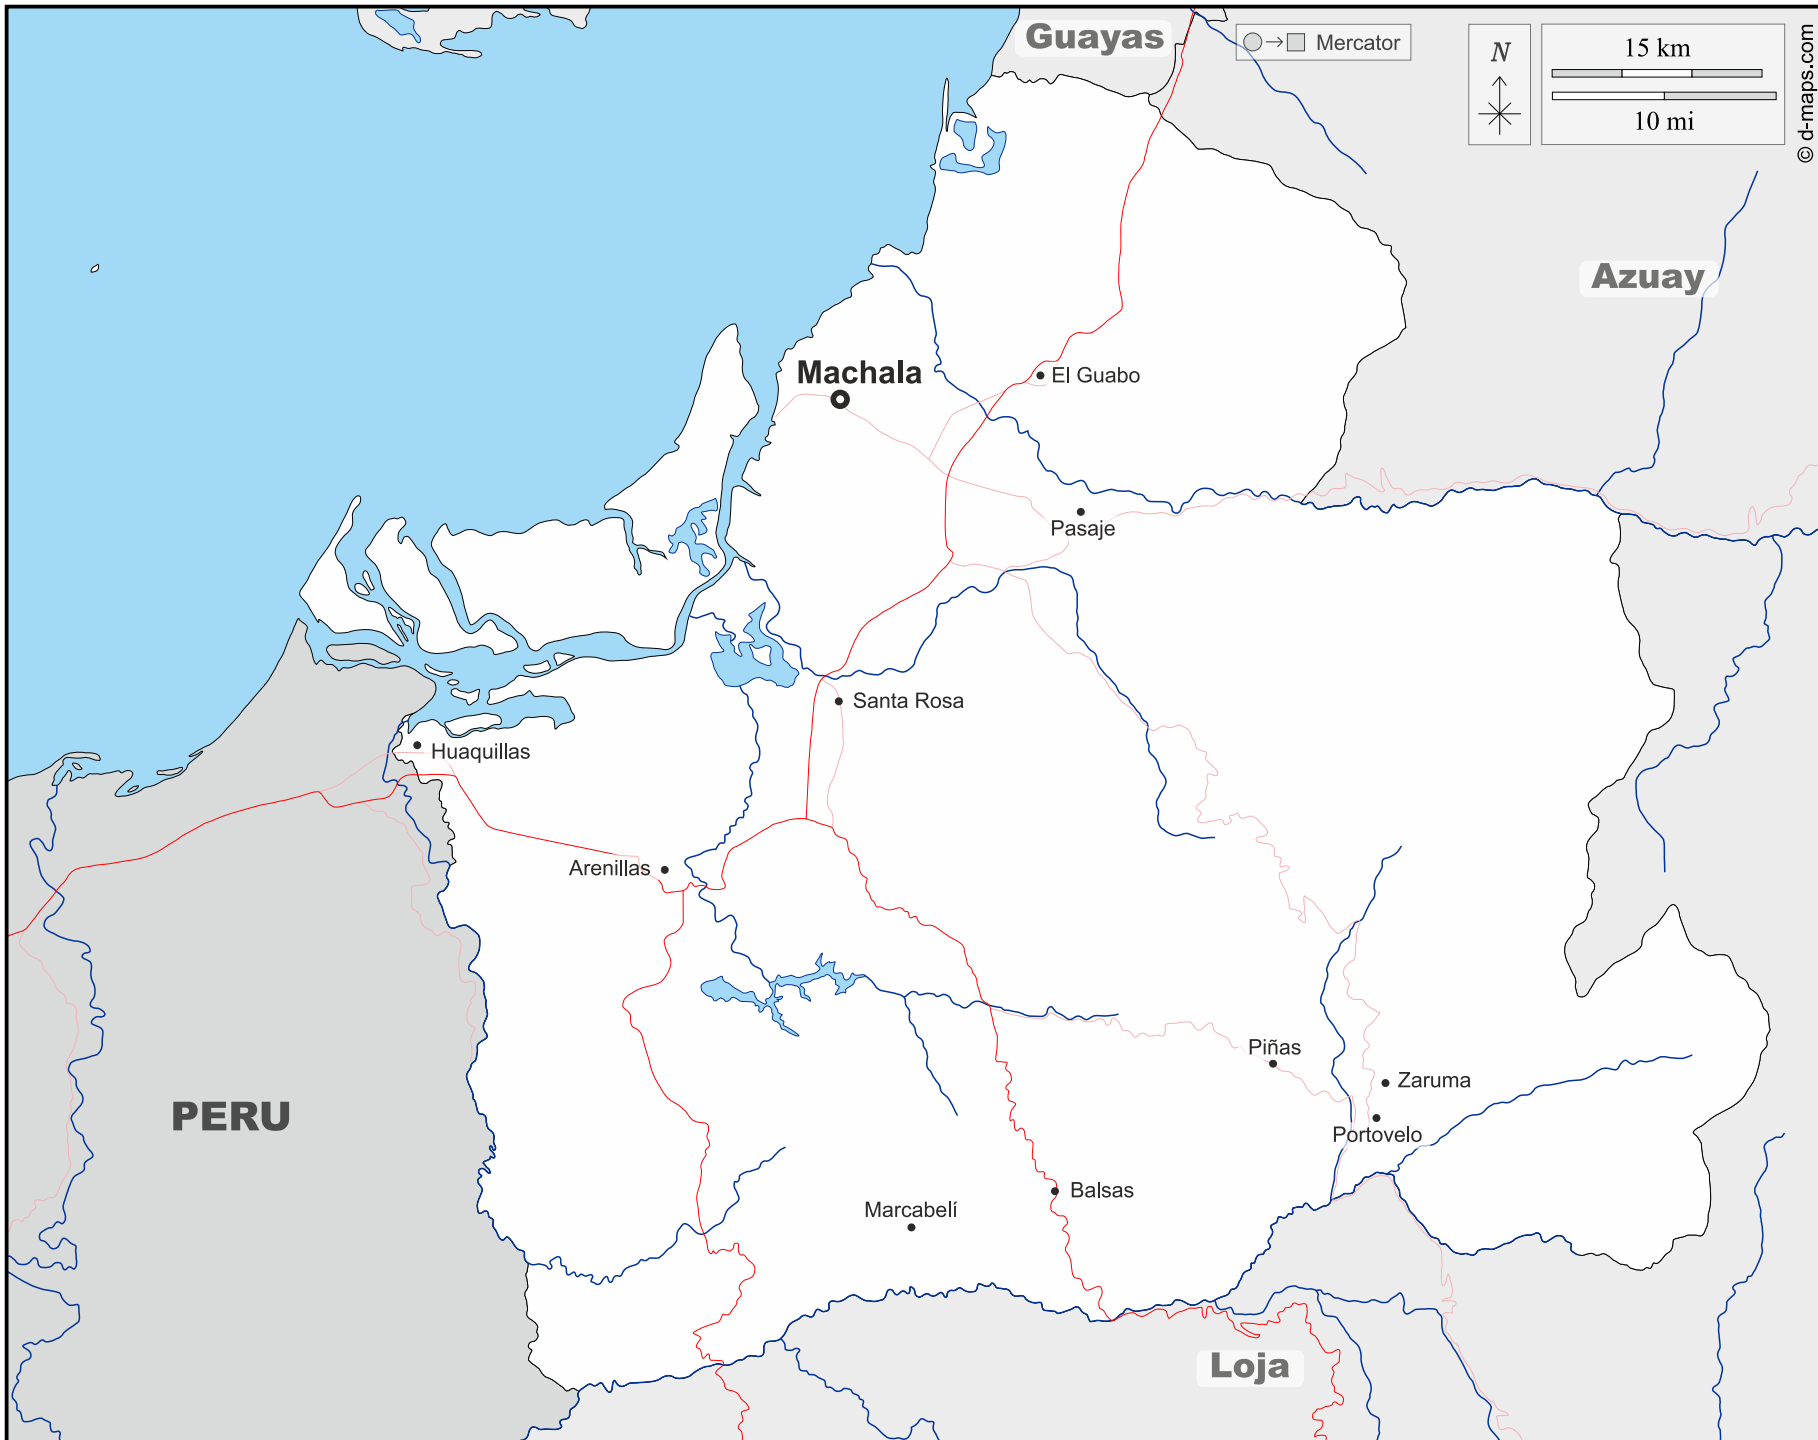 Guayas
Mercator
N
15 km
10 mi
© d-maps.com
Azuay
Machala
El Guabo
Pasaje
Santa Rosa
Huaquillas
Arenillas
Piñas
Zaruma
PERU
Portovelo
Balsas
Marcabelí
Loja